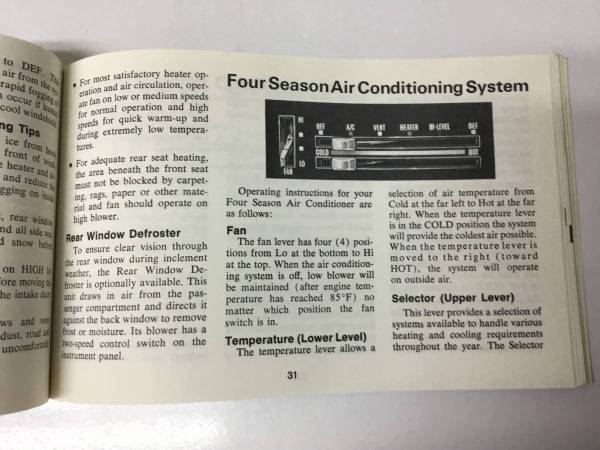 to DEF. The
air from the
rapid fogging of
occur if
cool windshield
ng Tips
ice from
front of
heater and
and reduce
gging on
, rear window
nd all side
d snow before
on HIGH
fore moving
he intake duct
ws and
dust, road
uncomfortable
• For most satisfactory heater op-
eration and air circulation, oper-
ate fan on low or medium speeds
for normal operation and high
speeds for quick warm-up and
during extremely low tempera-
tures.
• For adequate rear seat heating,
the area beneath the front seat
must not be blocked by carpet-
ing, rags, paper or other mate-
rial and fan should operate on
high blower.
Rear Window Defroster
To ensure clear vision through
the rear window during inclement
weather, the Rear Window De-
froster is optionally available. This
unit draws in air from the pas-
senger compartment and directs it
against the back window to remove
frost or moisture. Its blower has a
two-speed control switch on the
instrument panel.
Four Season Air Conditioning System
HI
LO
FAN
OFF A/C VENT HEATER BI-LEVEL DEF
COLD HOT
Operating instructions for your
Four Season Air Conditioner are
as follows:
Fan
The fan lever has four (4) posi-
tions from Lo at the bottom to Hi
at the top. When the air condition-
ing system is off, low blower will
be maintained (after engine tem-
perature has reached 85°F) no
matter which position the fan
switch is in.
Temperature (Lower Level)
The temperature lever allows a
selection of air temperature from
Cold at the far left to Hot at the far
right. When the temperature lever
is in the COLD position the system
will provide the coldest air possible.
When the temperature lever is
moved to the right (toward
HOT), the system will operate
on outside air.
Selector (Upper Lever)
This lever provides a selection of
systems available to handle various
heating and cooling requirements
throughout the year. The Selector
31